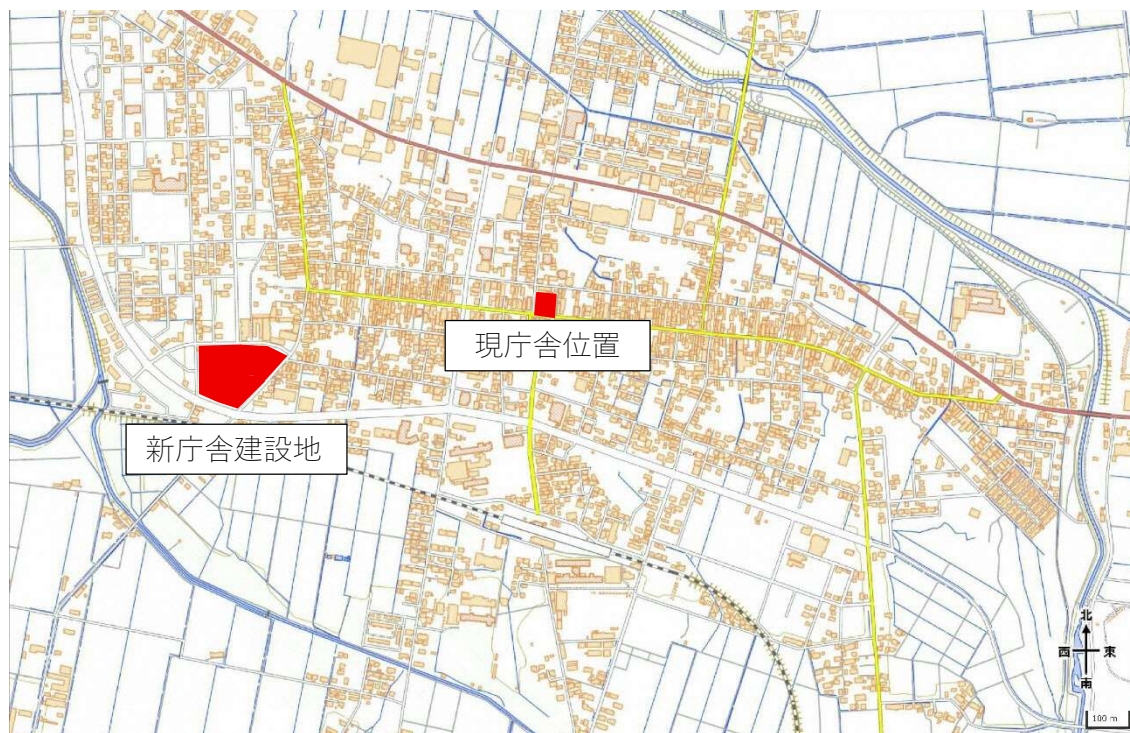 現庁舎位置
新庁舎建設地
北
西 東
南
100 m